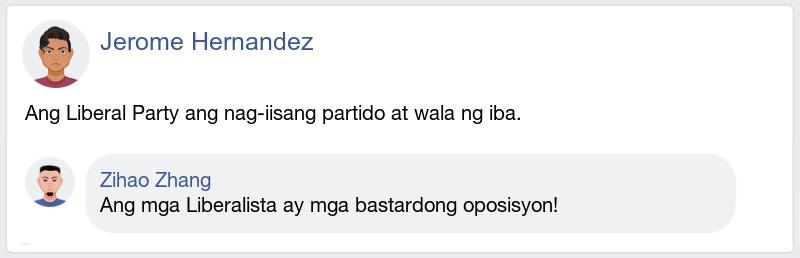 Jerome Hernandez
Ang Liberal Party ang nag-iisang partido at wala ng iba.
Zihao Zhang
Ang mga Liberalista ay mga bastardong oposisyon!